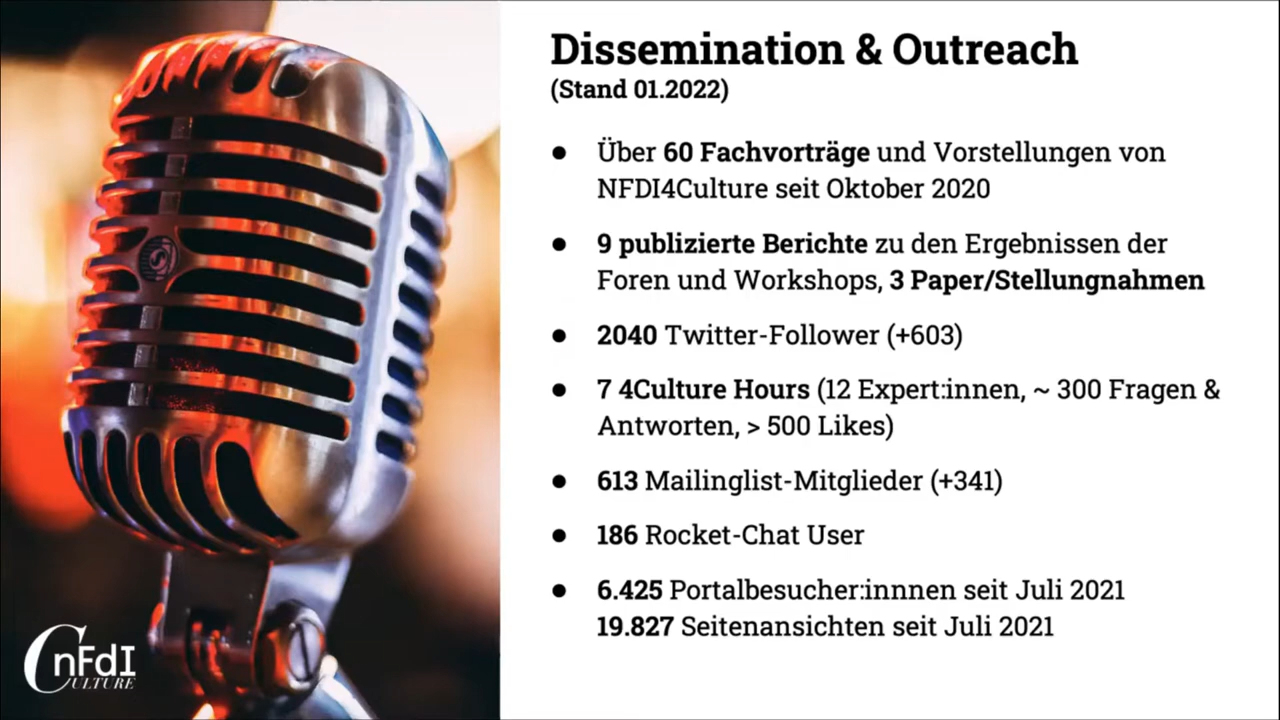 Dissemination & Outreach
(Stand 01.2022)
● Über 60 Fachvorträge und Vorstellungen von
NFDI4Culture seit Oktober 2020
● 9 publizierte Berichte zu den Ergebnissen der
Foren und Workshops, 3 Paper/Stellungnahmen
● 2040 Twitter-Follower (+603)
● 7 4Culture Hours (12 Expert:innen, ~ 300 Fragen &
Antworten, > 500 Likes)
● 613 Mailinglist-Mitglieder (+341)
● 186 Rocket-Chat User
● 6.425 Portalbesucher:innnen seit Juli 2021
19.827 Seitenansichten seit Juli 2021
nFdI
CULTURE